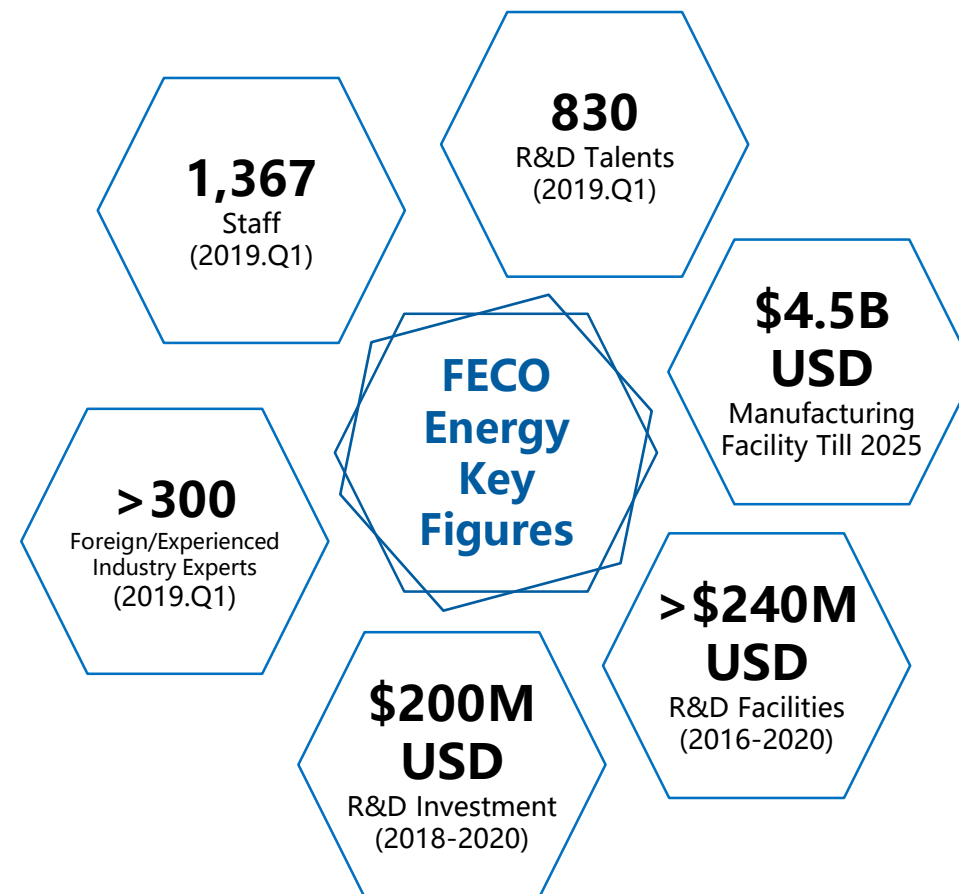 1,367
Staff
(2019.Q1)
830
R&D Talents
(2019.Q1)
$4.5B
USD
Manufacturing
Facility Till 2025
FECO
Energy
Key
Figures
>300
Foreign/Experienced
Industry Experts
(2019.Q1)
>$240M
USD
R&D Facilities
(2016-2020)
$200M
USD
R&D Investment
(2018-2020)